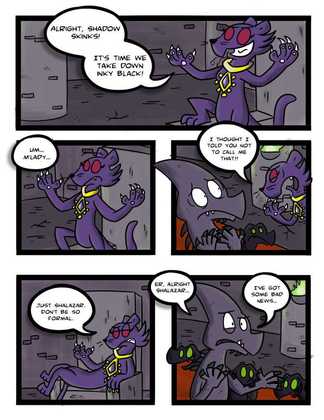 ALRIGHT, SHADOW
SKINKS!
IT'S TIME WE
TAKE DOWN
INKY BLACK!
UM...
M'LADY...
I THOUGHT I
TOLD YOU NOT
TO CALL ME
THAT!!
JUST SHALAZAR.
DON'T BE SO
FORMAL.
ER, ALRIGHT
SHALAZAR...
I'VE GOT
SOME BAD
NEWS...